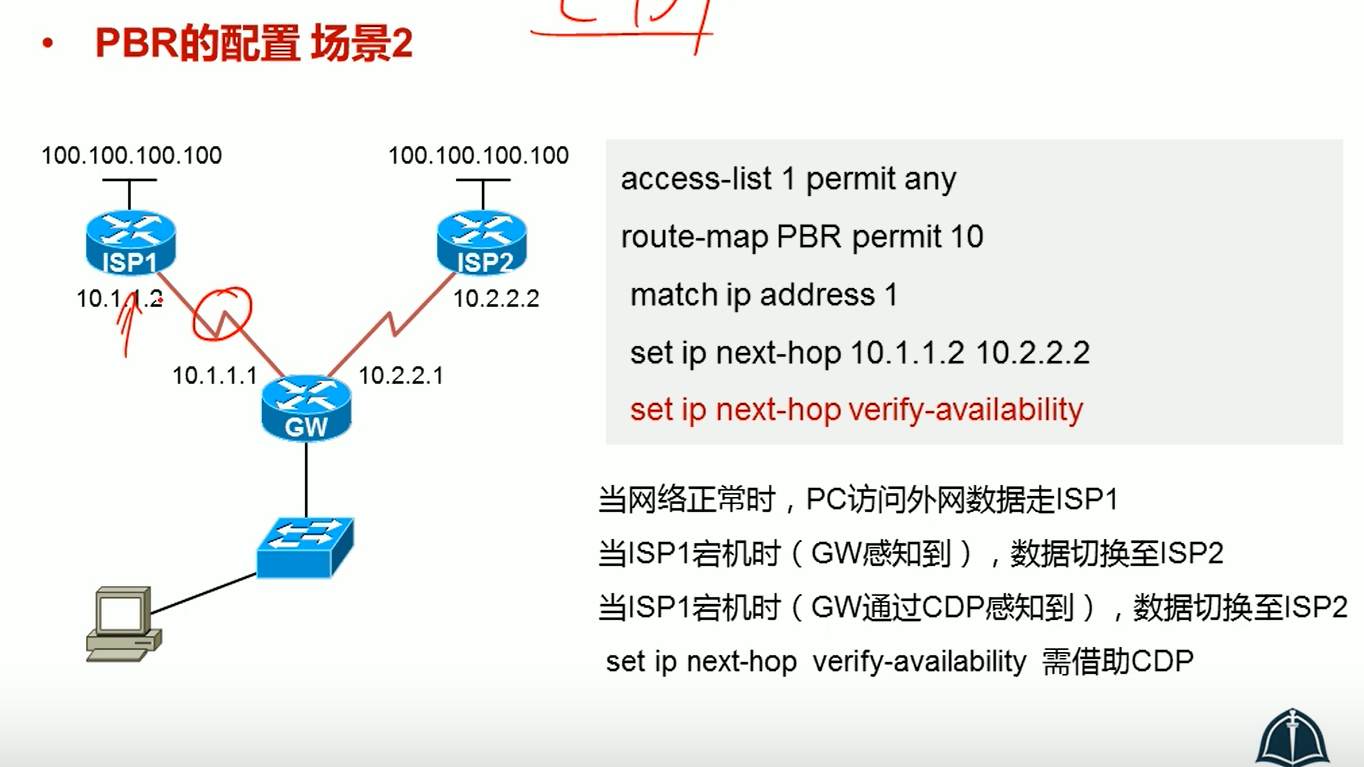 • PBR的配置 场景2
100.100.100.100
100.100.100.100
ISP1
ISP2
10.1.1.2
10.2.2.2
10.1.1.1
10.2.2.1
GW
access-list 1 permit any
route-map PBR permit 10
match ip address 1
set ip next-hop 10.1.1.2 10.2.2.2
set ip next-hop verify-availability
当网络正常时，PC访问外网数据走ISP1
当ISP1宕机时（GW感知到），数据切换至ISP2
当ISP1宕机时（GW通过CDP感知到），数据切换至ISP2
set ip next-hop verify-availability 需借助CDP